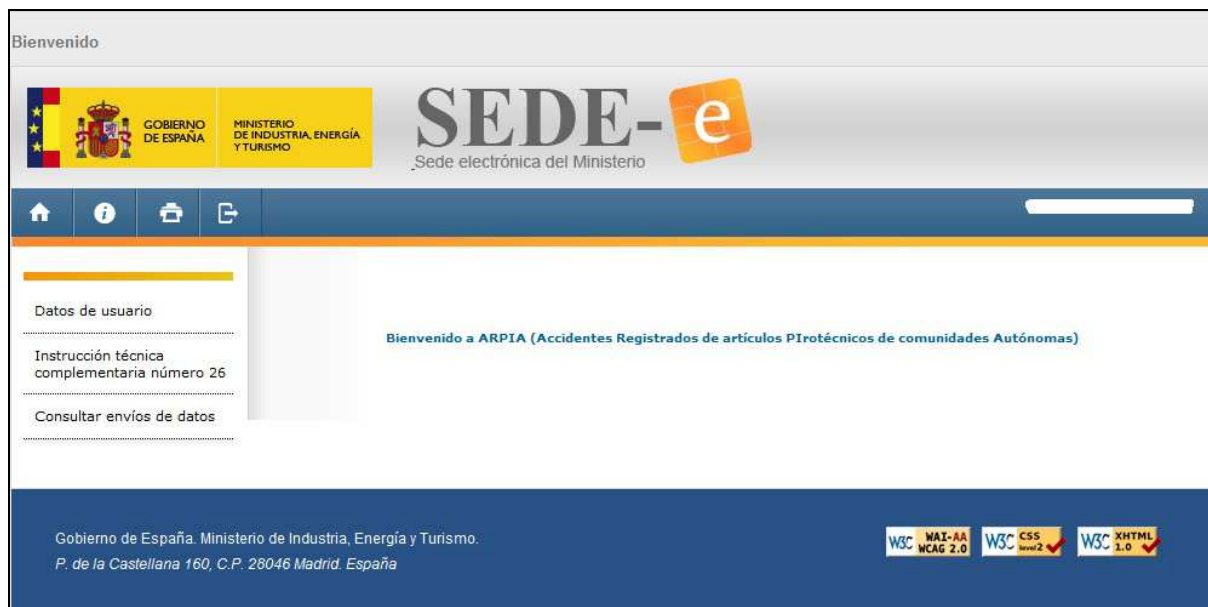 Bienvenido
GOBIERNO
DE ESPAÑA
MINISTERIO
DE INDUSTRIA, ENERGÍA
Y TURISMO
SEDE-e
Sede electrónica del Ministerio
Datos de usuario
Instrucción técnica
complementaria número 26
Consultar envíos de datos
Bienvenido a ARPIA (Accidentes Registrados de artículos PIrotécnicos de comunidades Autónomas)
Gobierno de España. Ministerio de Industria, Energía y Turismo.
P. de la Castellana 160, C.P. 28046 Madrid. España
W3C WAI-AA
WCAG 2.0
W3C CSS
level 2
W3C XHTML
1.0